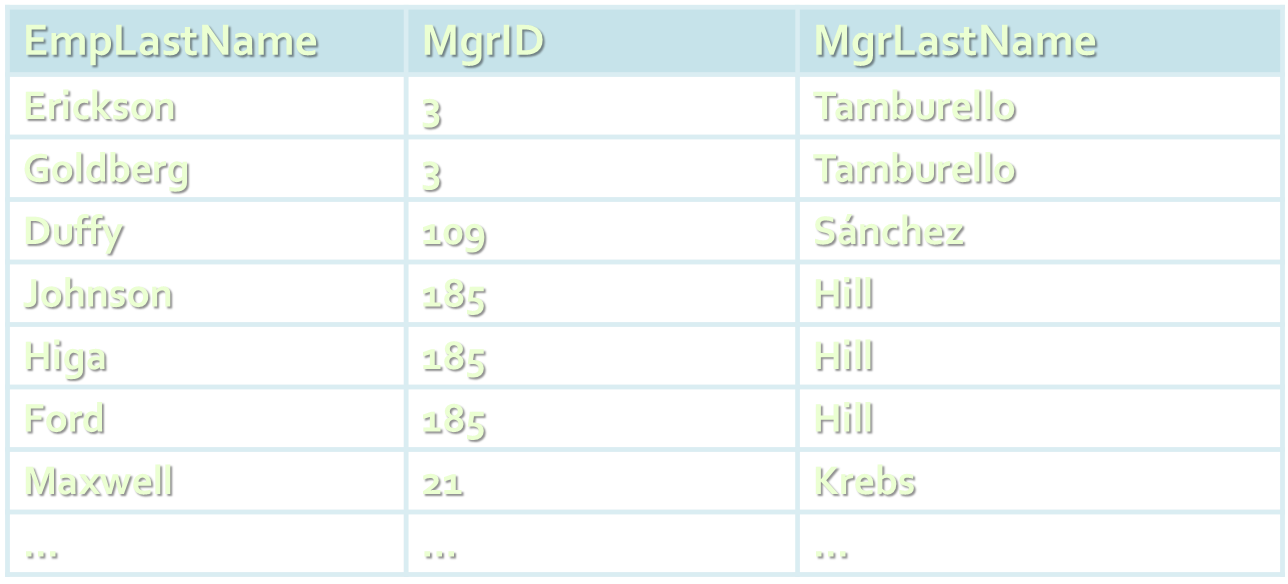 EmpLastName MgrID MgrLastName
Erickson 3 Tamburello
Goldberg 3 Tamburello
Duffy 109 Sánchez
Johnson 185 Hill
Higa 185 Hill
Ford 185 Hill
Maxwell 21 Krebs
... ... ...